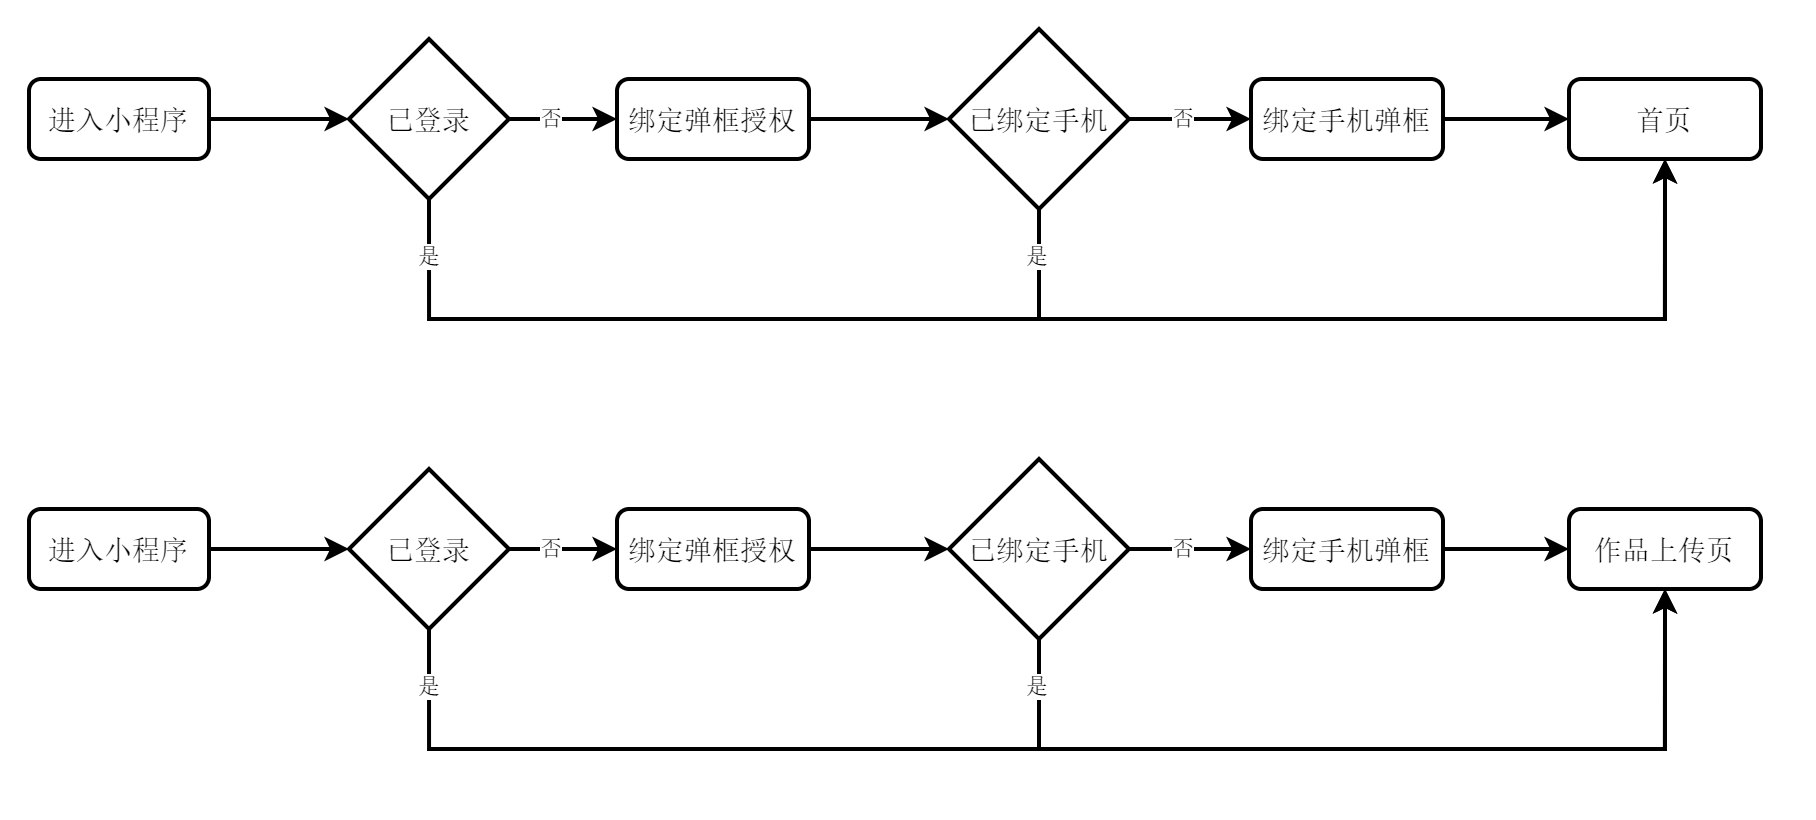 进入小程序
已登录
否
绑定弹框授权
已绑定手机
否
绑定手机弹框
首页
是
是
进入小程序
已登录
否
绑定弹框授权
已绑定手机
否
绑定手机弹框
作品上传页
是
是